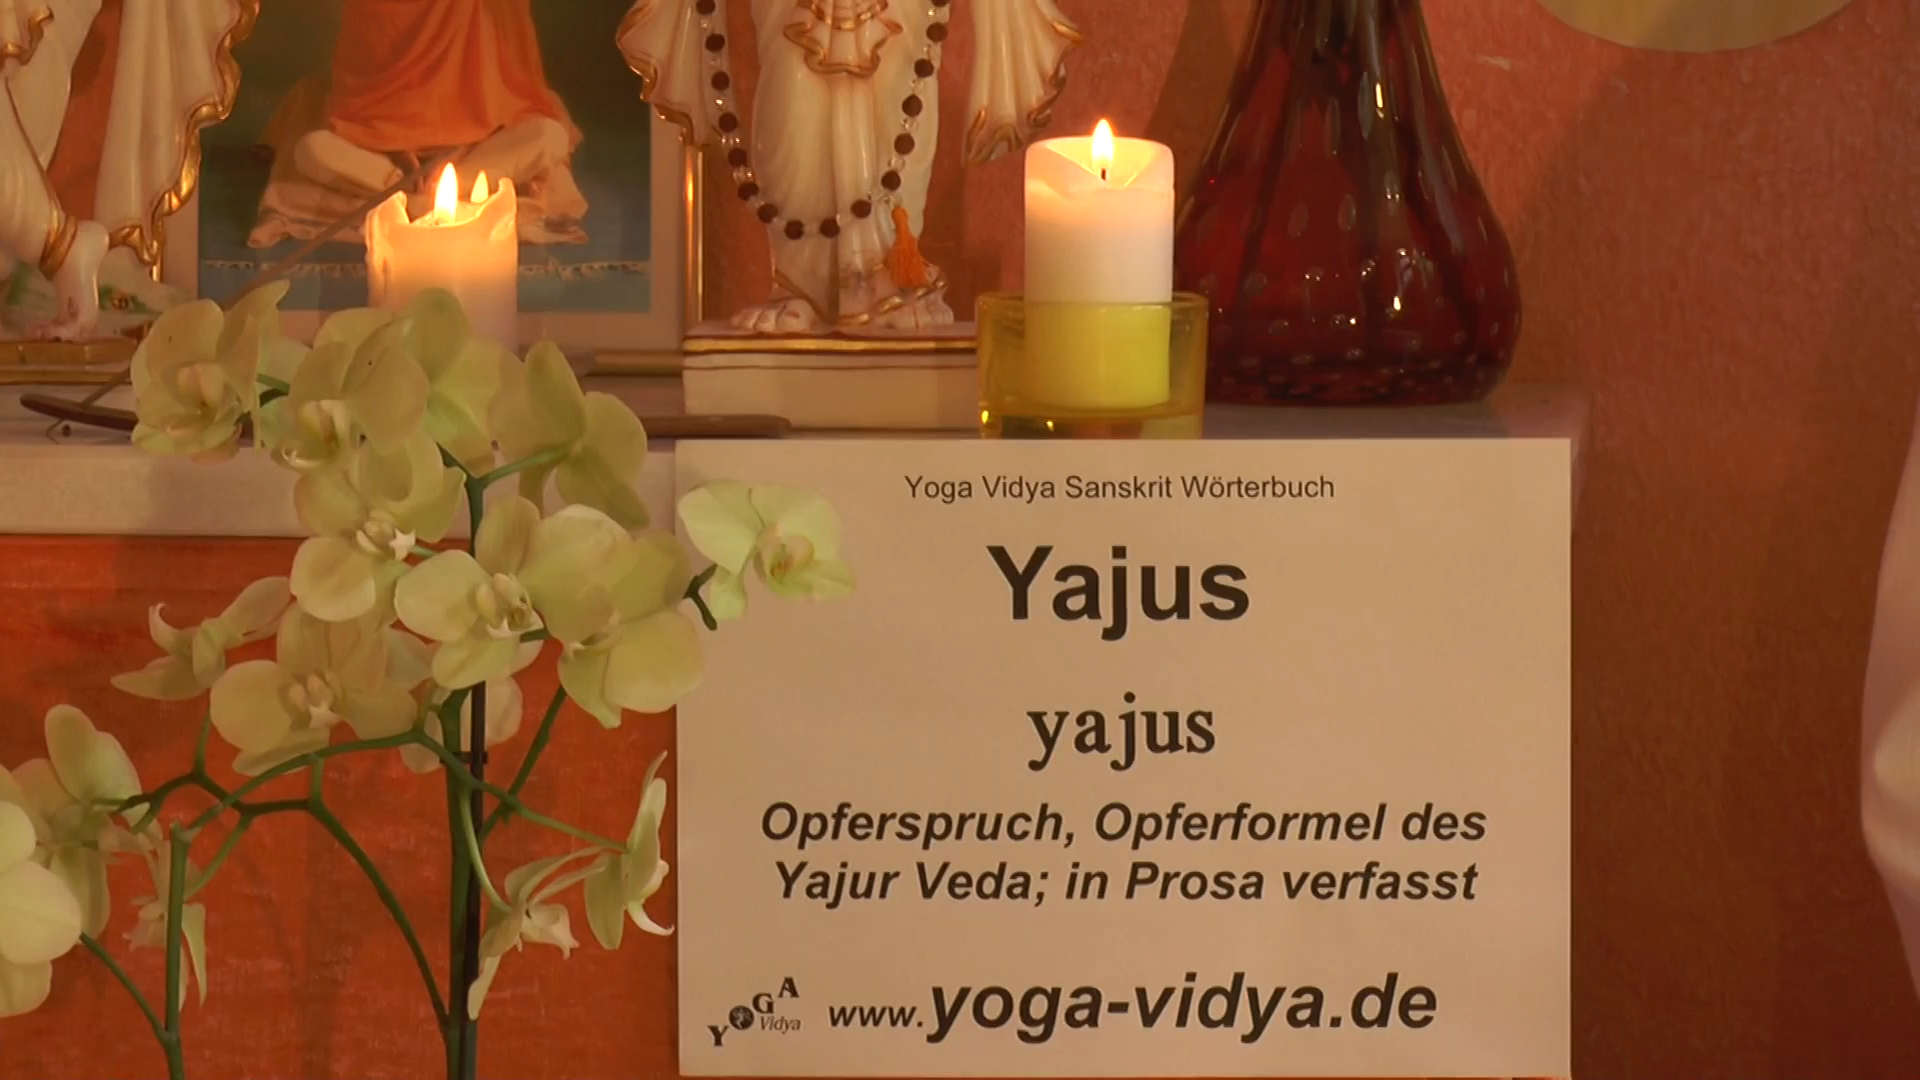 Yoga Vidya Sanskrit Wörterbuch
Yajus
yajus
Opferspruch, Opferformel des
Yajur Veda; in Prosa verfasst
YOGA Vidya
www.yoga-vidya.de